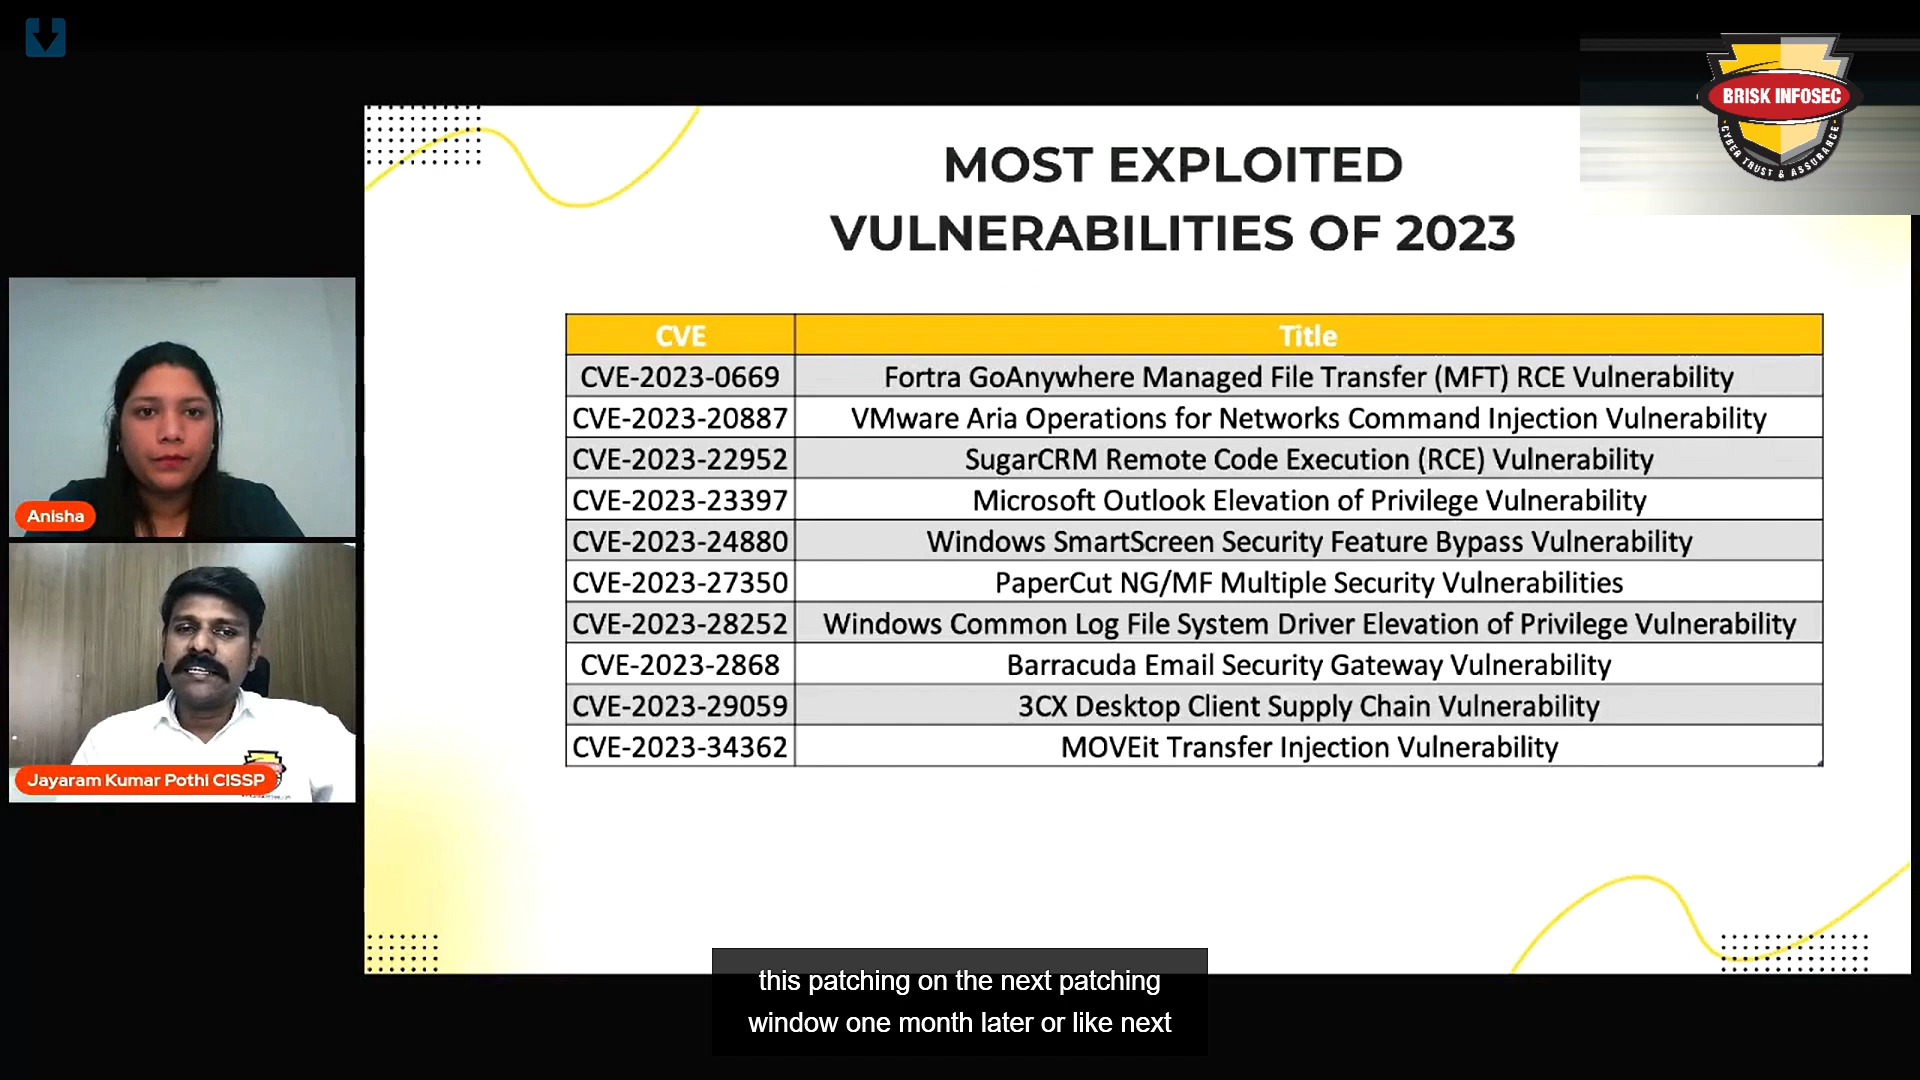 BRISK INFOSEC
CYBER TRUST & ASSURANCE
MOST EXPLOITED
VULNERABILITIES OF 2023
CVE Title
CVE-2023-0669 Fortra GoAnywhere Managed File Transfer (MFT) RCE Vulnerability
CVE-2023-20887 VMware Aria Operations for Networks Command Injection Vulnerability
CVE-2023-22952 SugarCRM Remote Code Execution (RCE) Vulnerability
CVE-2023-23397 Microsoft Outlook Elevation of Privilege Vulnerability
CVE-2023-24880 Windows SmartScreen Security Feature Bypass Vulnerability
CVE-2023-27350 PaperCut NG/MF Multiple Security Vulnerabilities
CVE-2023-28252 Windows Common Log File System Driver Elevation of Privilege Vulnerability
CVE-2023-2868 Barracuda Email Security Gateway Vulnerability
CVE-2023-29059 3CX Desktop Client Supply Chain Vulnerability
CVE-2023-34362 MOVEit Transfer Injection Vulnerability
Anisha
Jayaram Kumar Pothi CISSP
this patching on the next patching
window one month later or like next